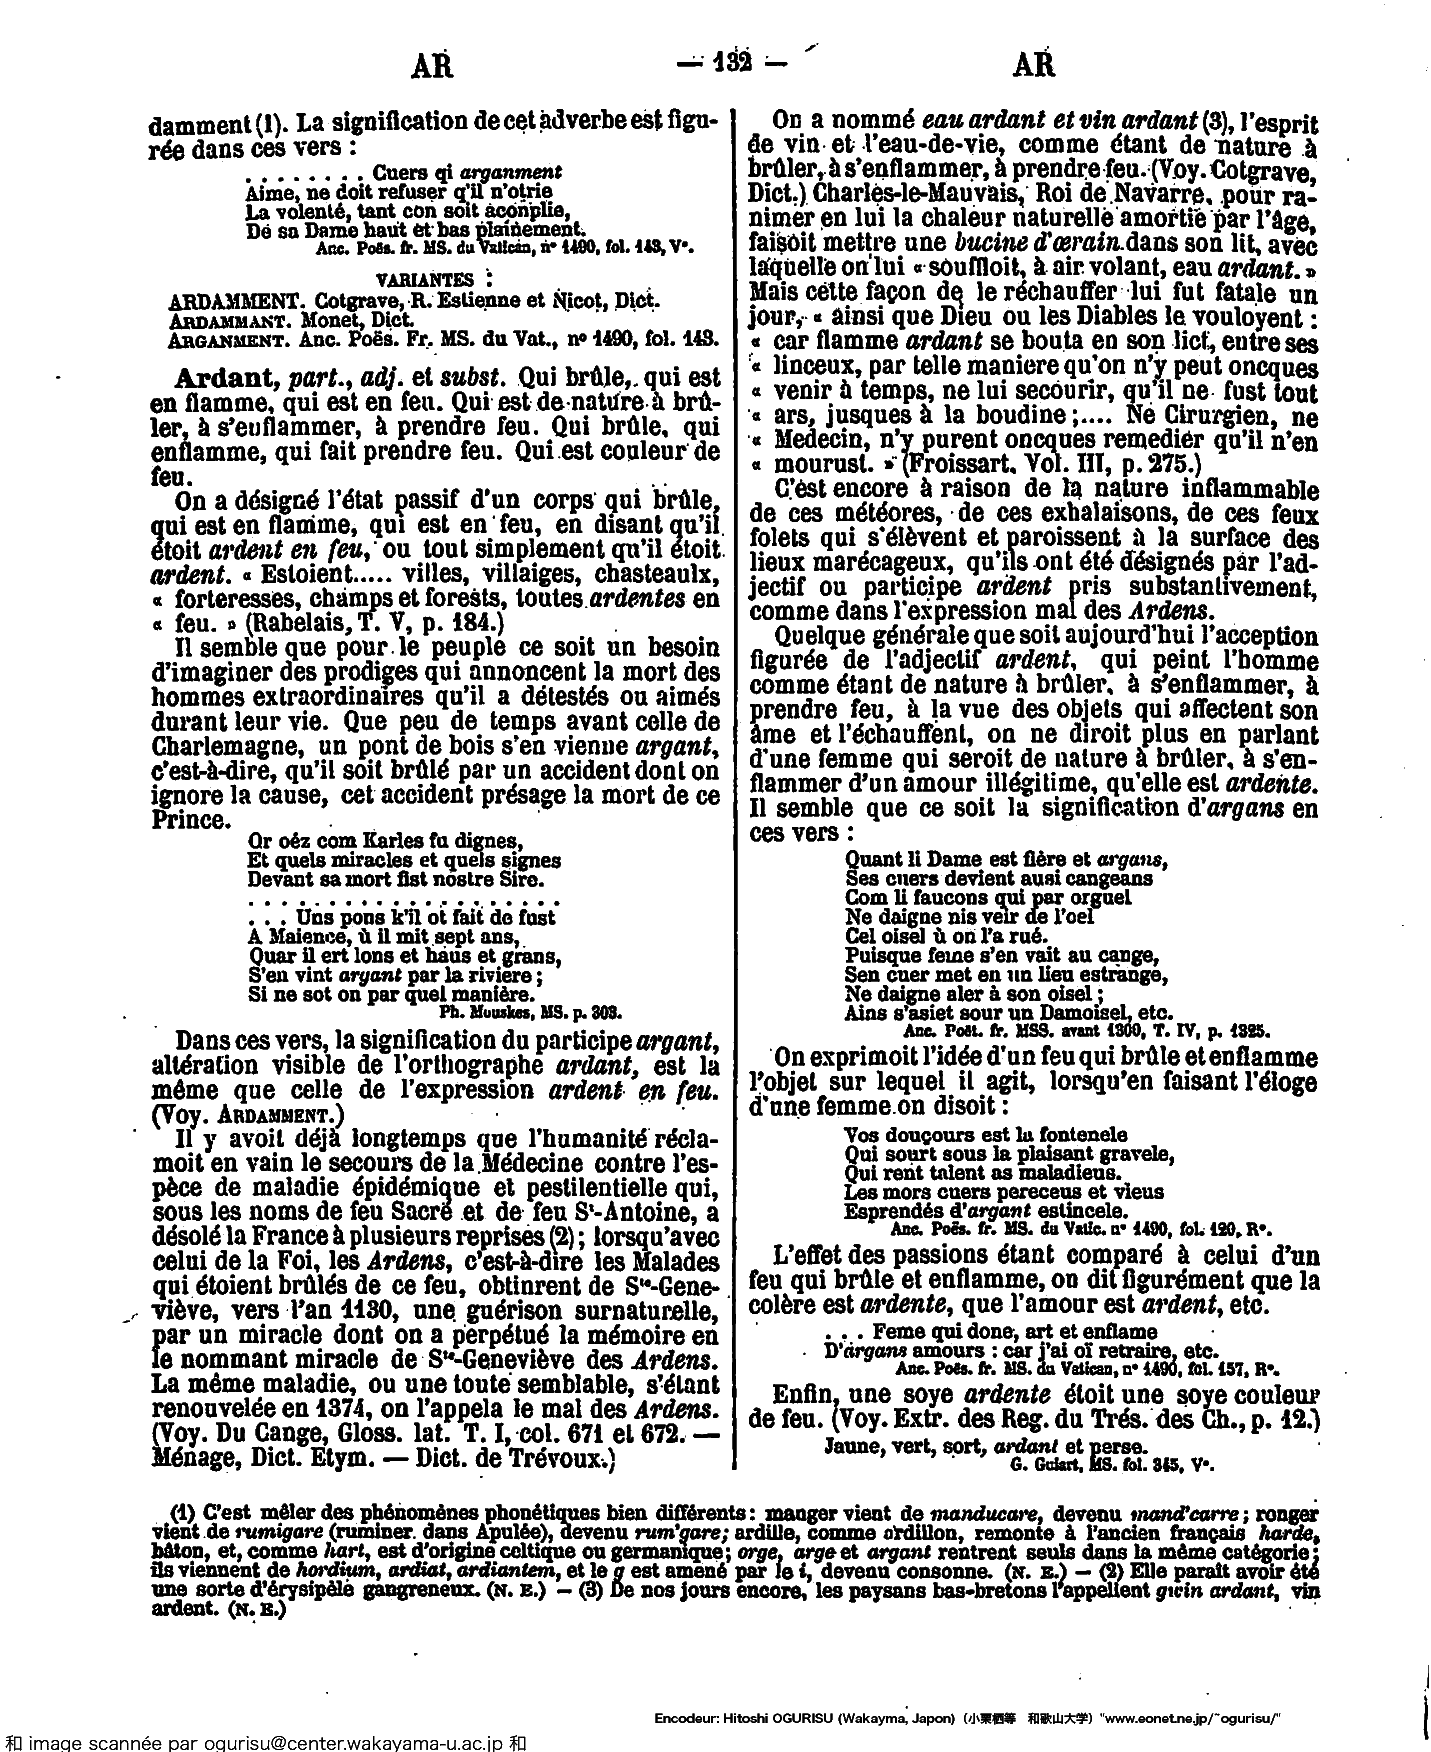 AR
— 132 —
AR
damment (1). La signification de cet adverbe est figu-
rée dans ces vers :
. . . . . . . . Cuers qi arganment
Aime, ne doit refuser q'il n'otrie
La volenté, tant con soit aconplie,
De sa Dame haut et bas plainement.
Anc. Poës. fr. MS. du Vatican, n° 1490, fol. 143, V°.
VARIANTES :
ARDAMMENT. Cotgrave, R. Estienne et Nicot, Dict.
ARDAMMANT. Monet, Dict.
ARGANMENT. Anc. Poës. Fr. MS. du Vat., n° 1490, fol. 143.
Ardant, part., adj. et subst. Qui brûle, qui est
en flamme, qui est en feu. Qui est de nature à brû-
ler, à s'enflammer, à prendre feu. Qui brûle, qui
enflamme, qui fait prendre feu. Qui est couleur de
feu.
On a désigné l'état passif d'un corps qui brûle,
qui est en flamme, qui est en feu, en disant qu'il
étoit ardent en feu, ou tout simplement qu'il étoit
ardent. « Estoient..... villes, villaiges, chasteaulx,
« forteresses, champs et forests, toutes ardentes en
« feu. » (Rabelais, T. V, p. 184.)
Il semble que pour le peuple ce soit un besoin
d'imaginer des prodiges qui annoncent la mort des
hommes extraordinaires qu'il a détestés ou aimés
durant leur vie. Que peu de temps avant celle de
Charlemagne, un pont de bois s'en vienne argant,
c'est-à-dire, qu'il soit brûlé par un accident dont on
ignore la cause, cet accident présage la mort de ce
Prince.
Or oéz com Karles fu dignes,
Et quels miracles et quels signes
Devant sa mort fist nostre Sire.
. . . . . . . . . . . . . . . . . . . .
. . . Uns pons k'il ot fait de fust
A Maience, ù il mit sept ans,
Quar il ert lons et haus et grans,
S'en vint argant par la riviere ;
Si ne sot on par quel manière.
Ph. Mouskes, MS. p. 303.
Dans ces vers, la signification du participe argant,
altération visible de l'orthographe ardant, est la
même que celle de l'expression ardent en feu.
(Voy. ARDAMMENT.)
Il y avoit déjà longtemps que l'humanité récla-
moit en vain le secours de la Médecine contre l'es-
pèce de maladie épidémique et pestilentielle qui,
sous les noms de feu Sacré et de feu St-Antoine, a
désolé la France à plusieurs reprises (2) ; lorsqu'avec
celui de la Foi, les Ardens, c'est-à-dire les Malades
qui étoient brûlés de ce feu, obtinrent de Ste-Gene-
viève, vers l'an 1130, une guérison surnaturelle,
par un miracle dont on a perpétué la mémoire en
le nommant miracle de Ste-Geneviève des Ardens.
La même maladie, ou une toute semblable, s'étant
renouvelée en 1374, on l'appela le mal des Ardens.
(Voy. Du Cange, Gloss. lat. T. I, col. 671 et 672. —
Ménage, Dict. Etym. — Dict. de Trévoux.)
On a nommé eau ardant et vin ardant (3), l'esprit
de vin et l'eau-de-vie, comme étant de nature à
brûler, à s'enflammer, à prendre feu. (Voy. Cotgrave,
Dict.) Charles-le-Mauvais, Roi de Navarre, pour ra-
nimer en lui la chaleur naturelle amortie par l'âge,
faisoit mettre une bucine d'œrain dans son lit, avec
laquelle on lui « souffloit, à air volant, eau ardant. »
Mais cette façon de le réchauffer lui fut fatale un
jour, « ainsi que Dieu ou les Diables le vouloyent :
« car flamme ardant se bouta en son lict, entre ses
« linceux, par telle maniere qu'on n'y peut oncques
« venir à temps, ne lui secourir, qu'il ne fust tout
« ars, jusques à la boudine ;.... Ne Cirurgien, ne
« Medecin, n'y purent oncques remedier qu'il n'en
« mourust. » (Froissart, Vol. III, p. 275.)
C'est encore à raison de la nature inflammable
de ces météores, de ces exhalaisons, de ces feux
folets qui s'élèvent et paroissent à la surface des
lieux marécageux, qu'ils ont été désignés par l'ad-
jectif ou participe ardent pris substantivement,
comme dans l'expression mal des Ardens.
Quelque générale que soit aujourd'hui l'acception
figurée de l'adjectif ardent, qui peint l'homme
comme étant de nature à brûler, à s'enflammer, à
prendre feu, à la vue des objets qui affectent son
âme et l'échauffent, on ne diroit plus en parlant
d'une femme qui seroit de nature à brûler, à s'en-
flammer d'un amour illégitime, qu'elle est ardente.
Il semble que ce soit la signification d'argans en
ces vers :
Quant li Dame est fière et argans,
Ses cuers devient ausi cangeans
Com li faucons qui par orguel
Ne daigne nis veir de l'oel
Cel oisel ù on l'a rué.
Puisque feme s'en vait au cange,
Sen cuer met en un lieu estrange,
Ne daigne aler à son oisel ;
Ains s'asiet sour un Damoisel, etc.
Anc. Poët. fr. MSS. avant 1300, T. IV, p. 1325.
On exprimoit l'idée d'un feu qui brûle et enflamme
l'objet sur lequel il agit, lorsqu'en faisant l'éloge
d'une femme on disoit :
Vos douçours est la fontenele
Qui sourt sous la plaisant gravele,
Qui rent talent as maladieus.
Les mors cuers pereceus et vieus
Esprendés d'argant estincele.
Anc. Poës. fr. MS. du Vatic. n° 1490, fol. 120, R°.
L'effet des passions étant comparé à celui d'un
feu qui brûle et enflamme, on dit figurément que la
colère est ardente, que l'amour est ardent, etc.
. . . Feme qui done, art et enflame
D'argans amours : car j'ai oï retraire, etc.
Anc. Poës. fr. MS. du Vatican, n° 1490, fol. 157, R°.
Enfin, une soye ardente étoit une soye couleur
de feu. (Voy. Extr. des Reg. du Trés. des Ch., p. 12.)
Jaune, vert, sort, ardant et perse.
G. Guiart, MS. fol. 345, V°.
(1) C'est mêler des phénomènes phonétiques bien différents : manger vient de manducare, devenu mand'carre ; ronger
vient de rumigare (ruminer dans Apulée), devenu rum'gare ; ardille, comme ordillon, remonte à l'ancien français harde,
bâton, et, comme hart, est d'origine celtique ou germanique ; orge, arge et argant rentrent seuls dans la même catégorie ;
ils viennent de hordium, ardiat, ardiantem, et le g est amené par le i, devenu consonne. (N. E.) — (2) Elle paraît avoir été
une sorte d'érysipèle gangreneux. (N. E.) — (3) De nos jours encore, les paysans bas-bretons l'appellent gwin ardant, vin
ardent. (N. E.)
Encodeur: Hitoshi OGURISU (Wakayma, Japon) (小栗栖等 和歌山大学) "www.eonet.ne.jp/~ogurisu/"
和 image scannée par ogurisu@center.wakayama-u.ac.jp 和